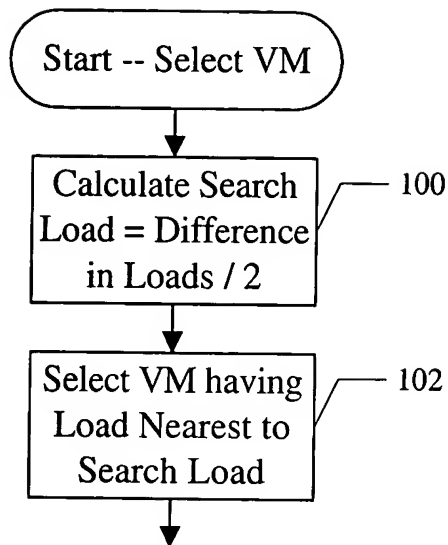 Start -- Select VM
Calculate Search
Load = Difference
in Loads / 2
100
Select VM having
Load Nearest to
Search Load
102